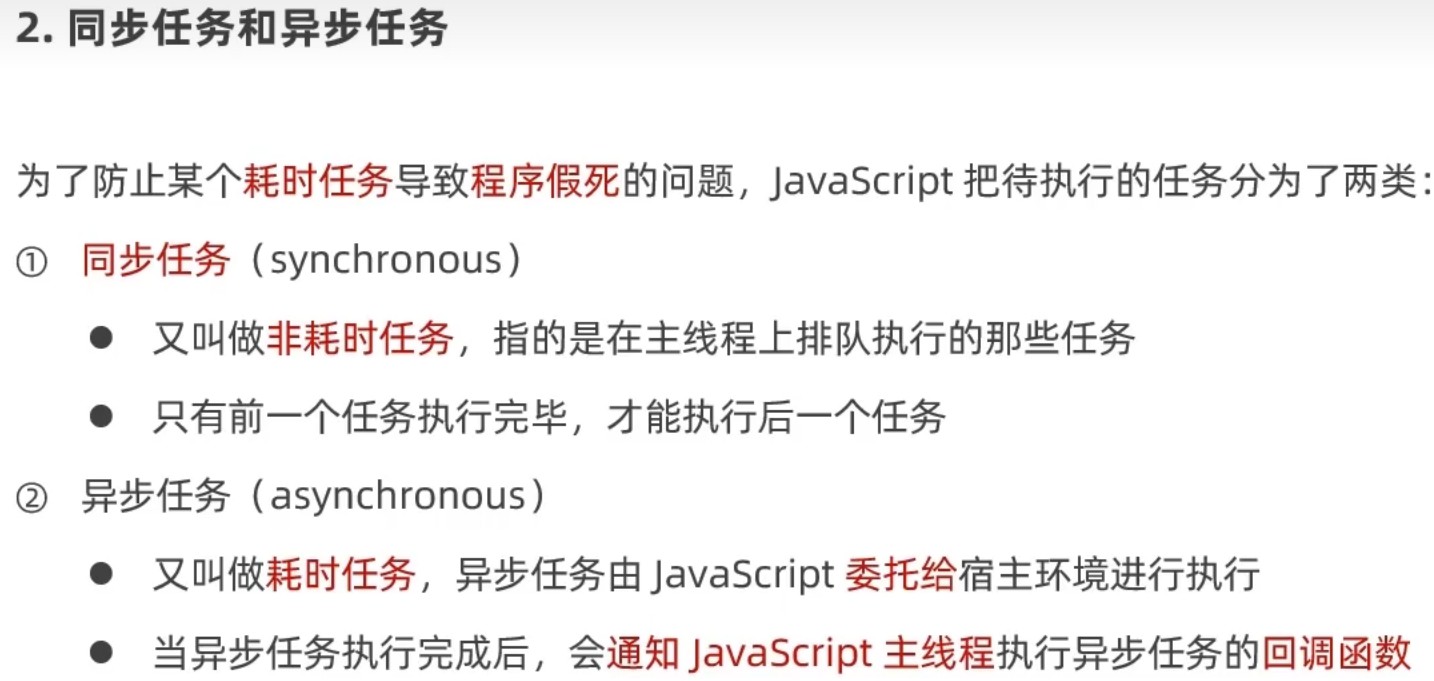 2. 同步任务和异步任务
为了防止某个耗时任务导致程序假死的问题，JavaScript 把待执行的任务分为了两类：
① 同步任务（synchronous）
● 又叫做非耗时任务，指的是在主线程上排队执行的那些任务
● 只有前一个任务执行完毕，才能执行后一个任务
② 异步任务（asynchronous）
● 又叫做耗时任务，异步任务由 JavaScript 委托给宿主环境进行执行
● 当异步任务执行完成后，会通知 JavaScript 主线程执行异步任务的回调函数